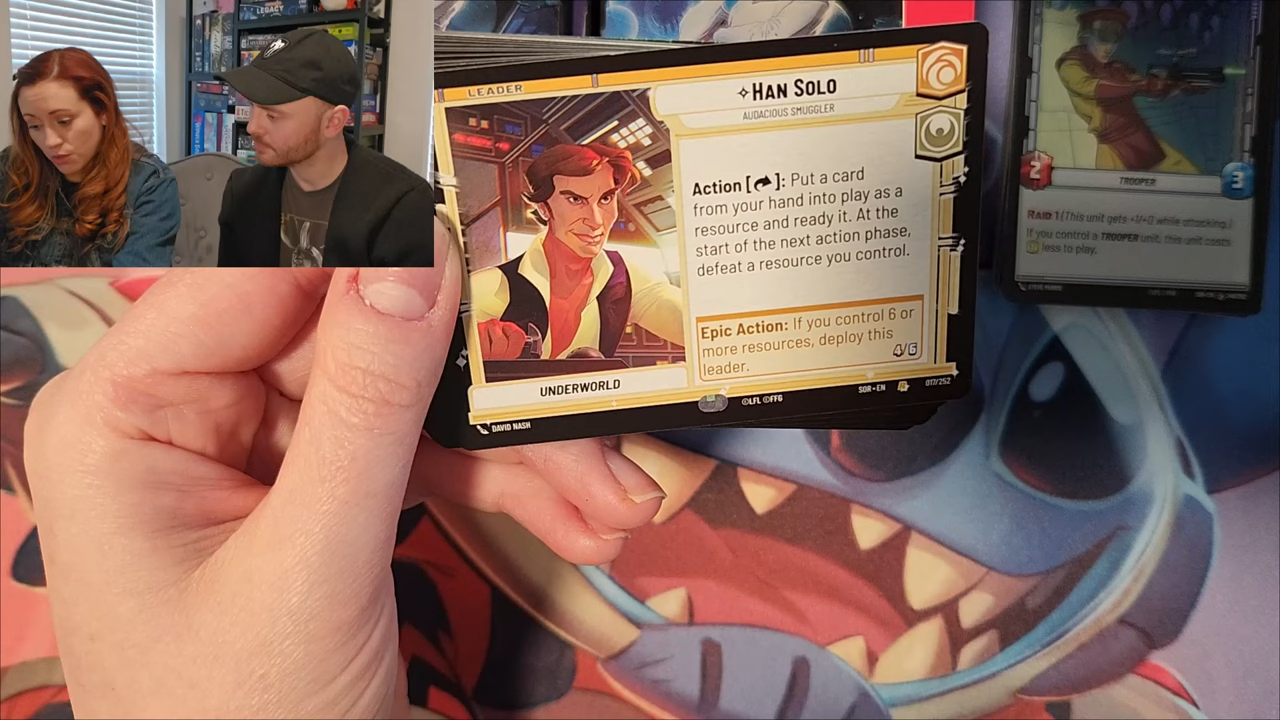 LEGACY
LEADER
HAN SOLO
AUDACIOUS SMUGGLER
Action [ ]: Put a card
from your hand into play as a
resource and ready it. At the
start of the next action phase,
defeat a resource you control.
Epic Action: If you control 6 or
more resources, deploy this
leader.
4/6
UNDERWORLD
DAVID NASH
©LFL ©FFG
SOR•EN
017/252
2
3
TROOPER
RAID 1 (This unit gets +1/+0 while attacking.)
If you control a TROOPER unit, this unit costs
less to play.